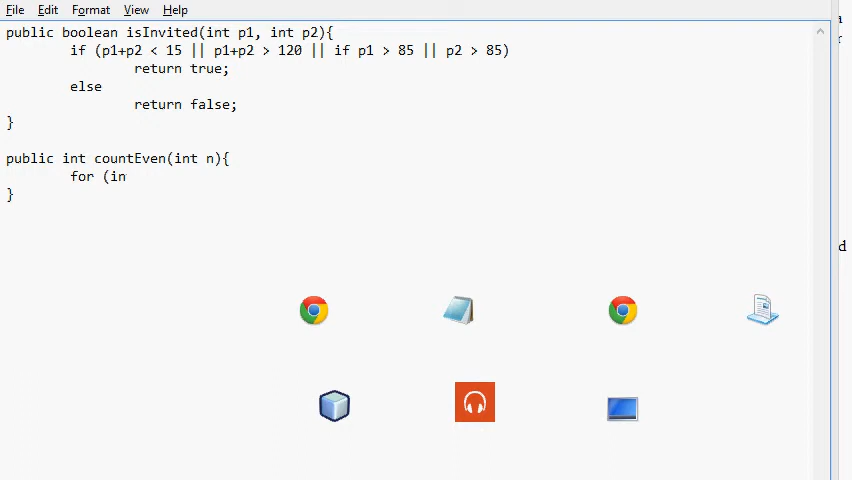 File Edit Format View Help
public boolean isInvited(int p1, int p2){
if (p1+p2 < 15 || p1+p2 > 120 || if p1 > 85 || p2 > 85)
return true;
else
return false;
}
public int countEven(int n){
for (in
}
d